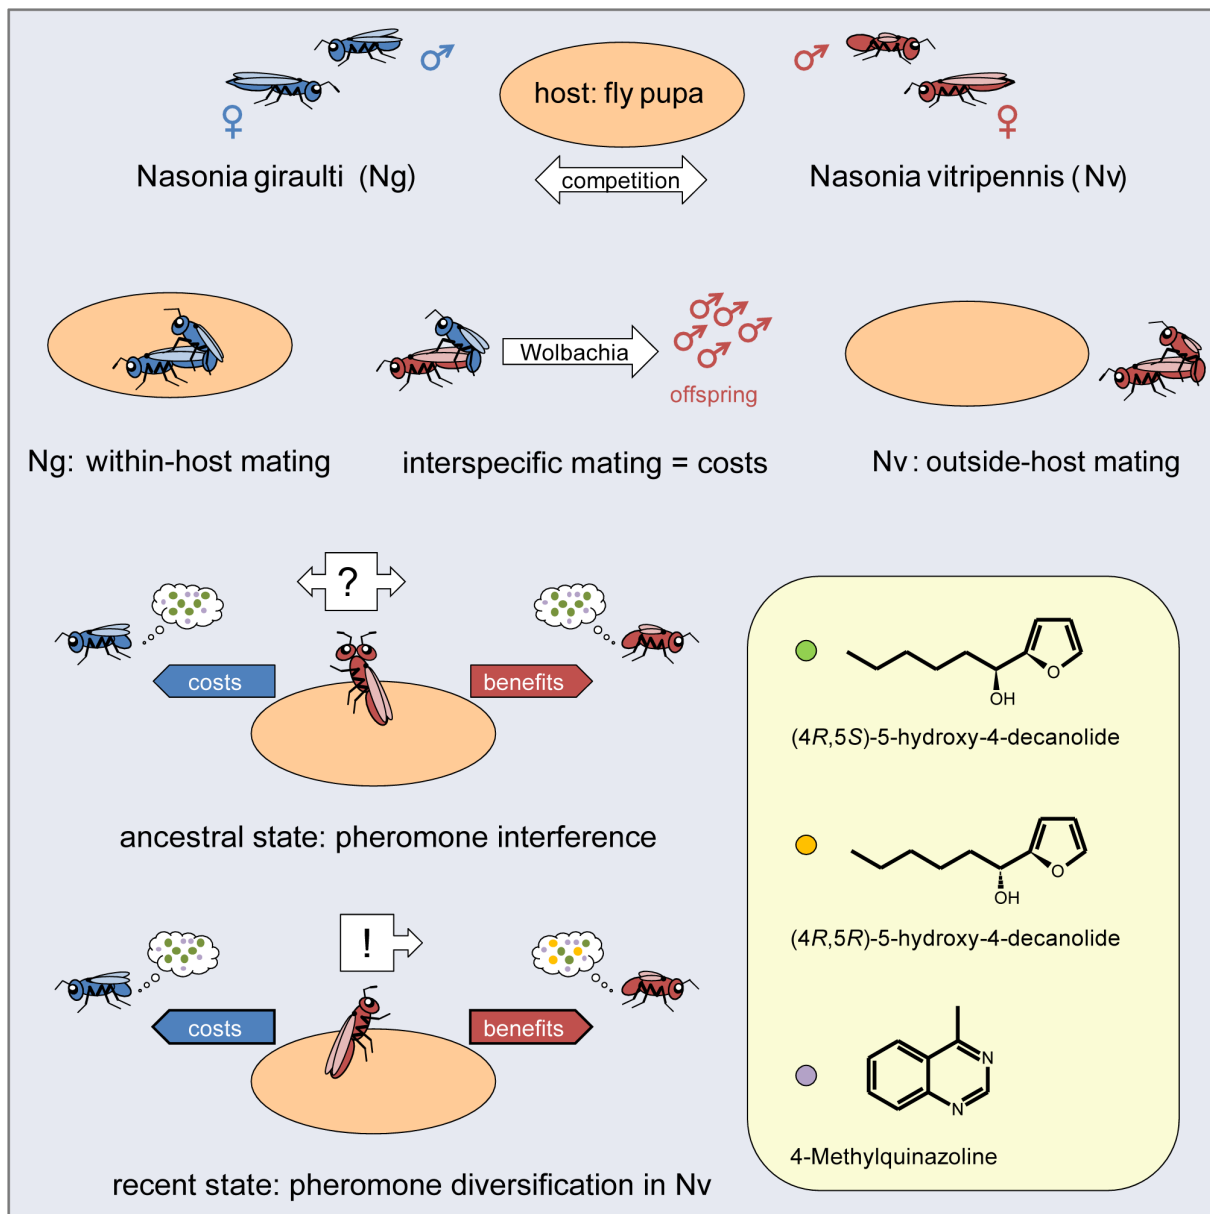 ♂
♀
host: fly pupa
♂
♀
Nasonia giraulti (Ng)
competition
Nasonia vitripennis (Nv)
Wolbachia
♂♂♂♂♂
offspring
Ng: within-host mating
interspecific mating = costs
Nv: outside-host mating
?
costs
benefits
ancestral state: pheromone interference
!
costs
benefits
recent state: pheromone diversification in Nv
O
OH
(4R,5S)-5-hydroxy-4-decanolide
O
OH
(4R,5R)-5-hydroxy-4-decanolide
N
N
4-Methylquinazoline